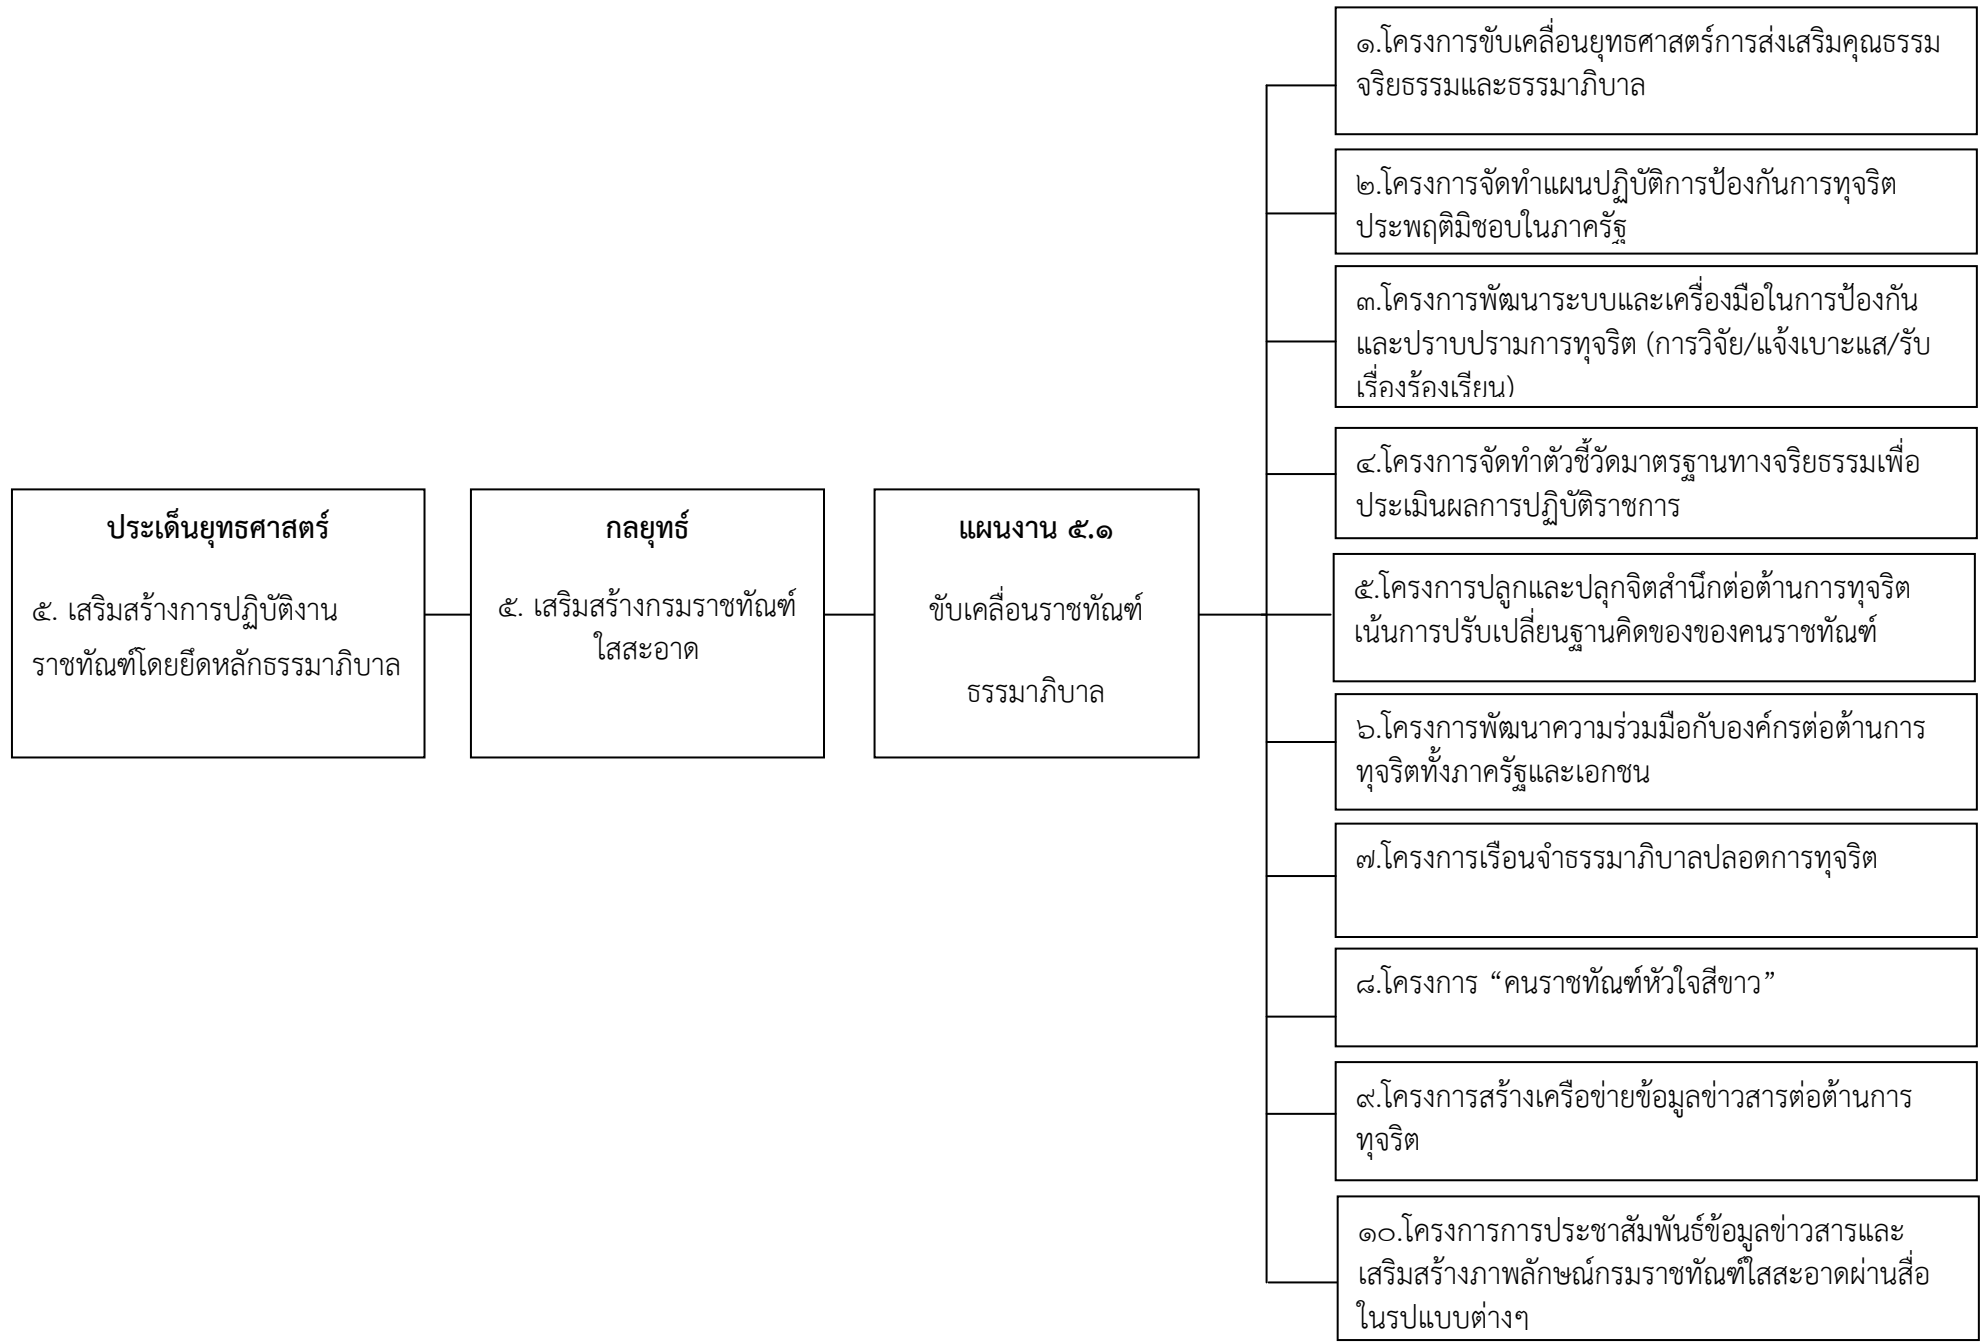 ประเด็นยุทธศาสตร์
๕. เสริมสร้างการปฏิบัติงาน
ราชทัณฑ์โดยยึดหลักธรรมาภิบาล
กลยุทธ์
๕. เสริมสร้างกรมราชทัณฑ์
ใสสะอาด
แผนงาน ๕.๑
ขับเคลื่อนราชทัณฑ์
ธรรมาภิบาล
๑.โครงการขับเคลื่อนยุทธศาสตร์การส่งเสริมคุณธรรม
จริยธรรมและธรรมาภิบาล
๒.โครงการจัดทำแผนปฏิบัติการป้องกันการทุจริต
ประพฤติมิชอบในภาครัฐ
๓.โครงการพัฒนาระบบและเครื่องมือในการป้องกัน
และปราบปรามการทุจริต (การวิจัย/แจ้งเบาะแส/รับ
เรื่องร้องเรียน)
๔.โครงการจัดทำตัวชี้วัดมาตรฐานทางจริยธรรมเพื่อ
ประเมินผลการปฏิบัติราชการ
๕.โครงการปลูกและปลุกจิตสำนึกต่อต้านการทุจริต
เน้นการปรับเปลี่ยนฐานคิดของของคนราชทัณฑ์
๖.โครงการพัฒนาความร่วมมือกับองค์กรต่อต้านการ
ทุจริตทั้งภาครัฐและเอกชน
๗.โครงการเรือนจำธรรมาภิบาลปลอดการทุจริต
๘.โครงการ “คนราชทัณฑ์หัวใจสีขาว”
๙.โครงการสร้างเครือข่ายข้อมูลข่าวสารต่อต้านการ
ทุจริต
๑๐.โครงการการประชาสัมพันธ์ข้อมูลข่าวสารและ
เสริมสร้างภาพลักษณ์กรมราชทัณฑ์ใสสะอาดผ่านสื่อ
ในรูปแบบต่างๆ